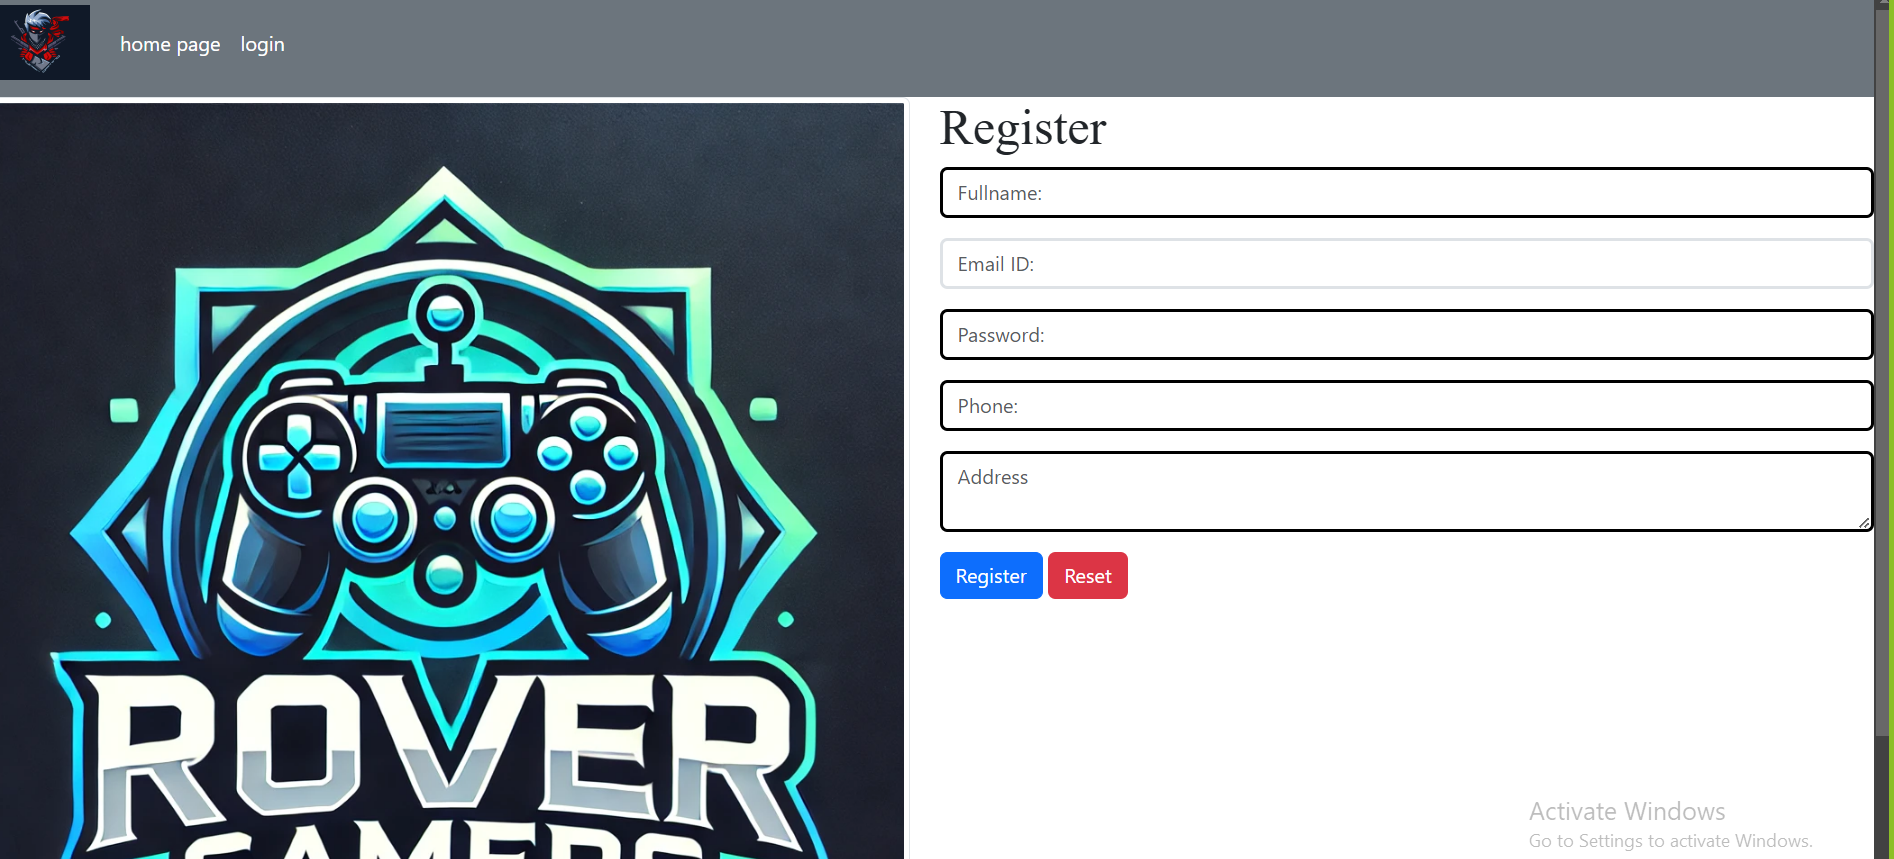 home page login
Register
Fullname:
Email ID:
Password:
Phone:
Address
Register Reset
ROVER
GAMERS
Activate Windows
Go to Settings to activate Windows.